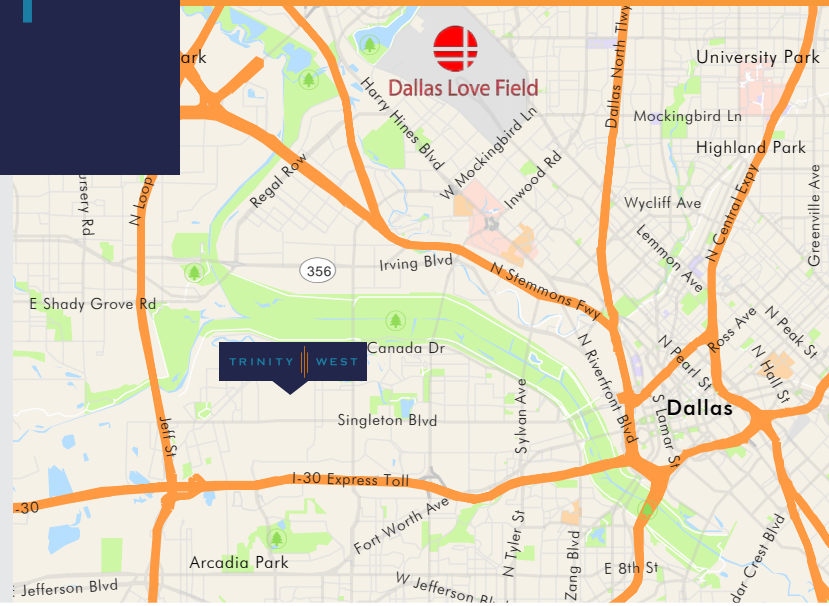 ark
Dallas Love Field
University Park
Mockingbird Ln
Highland Park
Dallas North Tlwy
Harry Hines Blvd
W Mockingbird Ln
Inwood Rd
Regal Row
N Loop
Wycliff Ave
Lemmon Ave
N Central Expy
Greenville Ave
356
Irving Blvd
N Stemmons Fwy
E Shady Grove Rd
TRINITY WEST
Canada Dr
N Riverfront Blvd
N Pearl St
Ross Ave
N Peak St
N Hall St
Dallas
S Lamar St
Sylvan Ave
Singleton Blvd
Jeff St
I-30 Express Toll
-30
Fort Worth Ave
N Tyler St
Zang Blvd
E 8th St
Arcadia Park
E Jefferson Blvd
W Jefferson Blv
dar Crest Blvd
ursery Rd